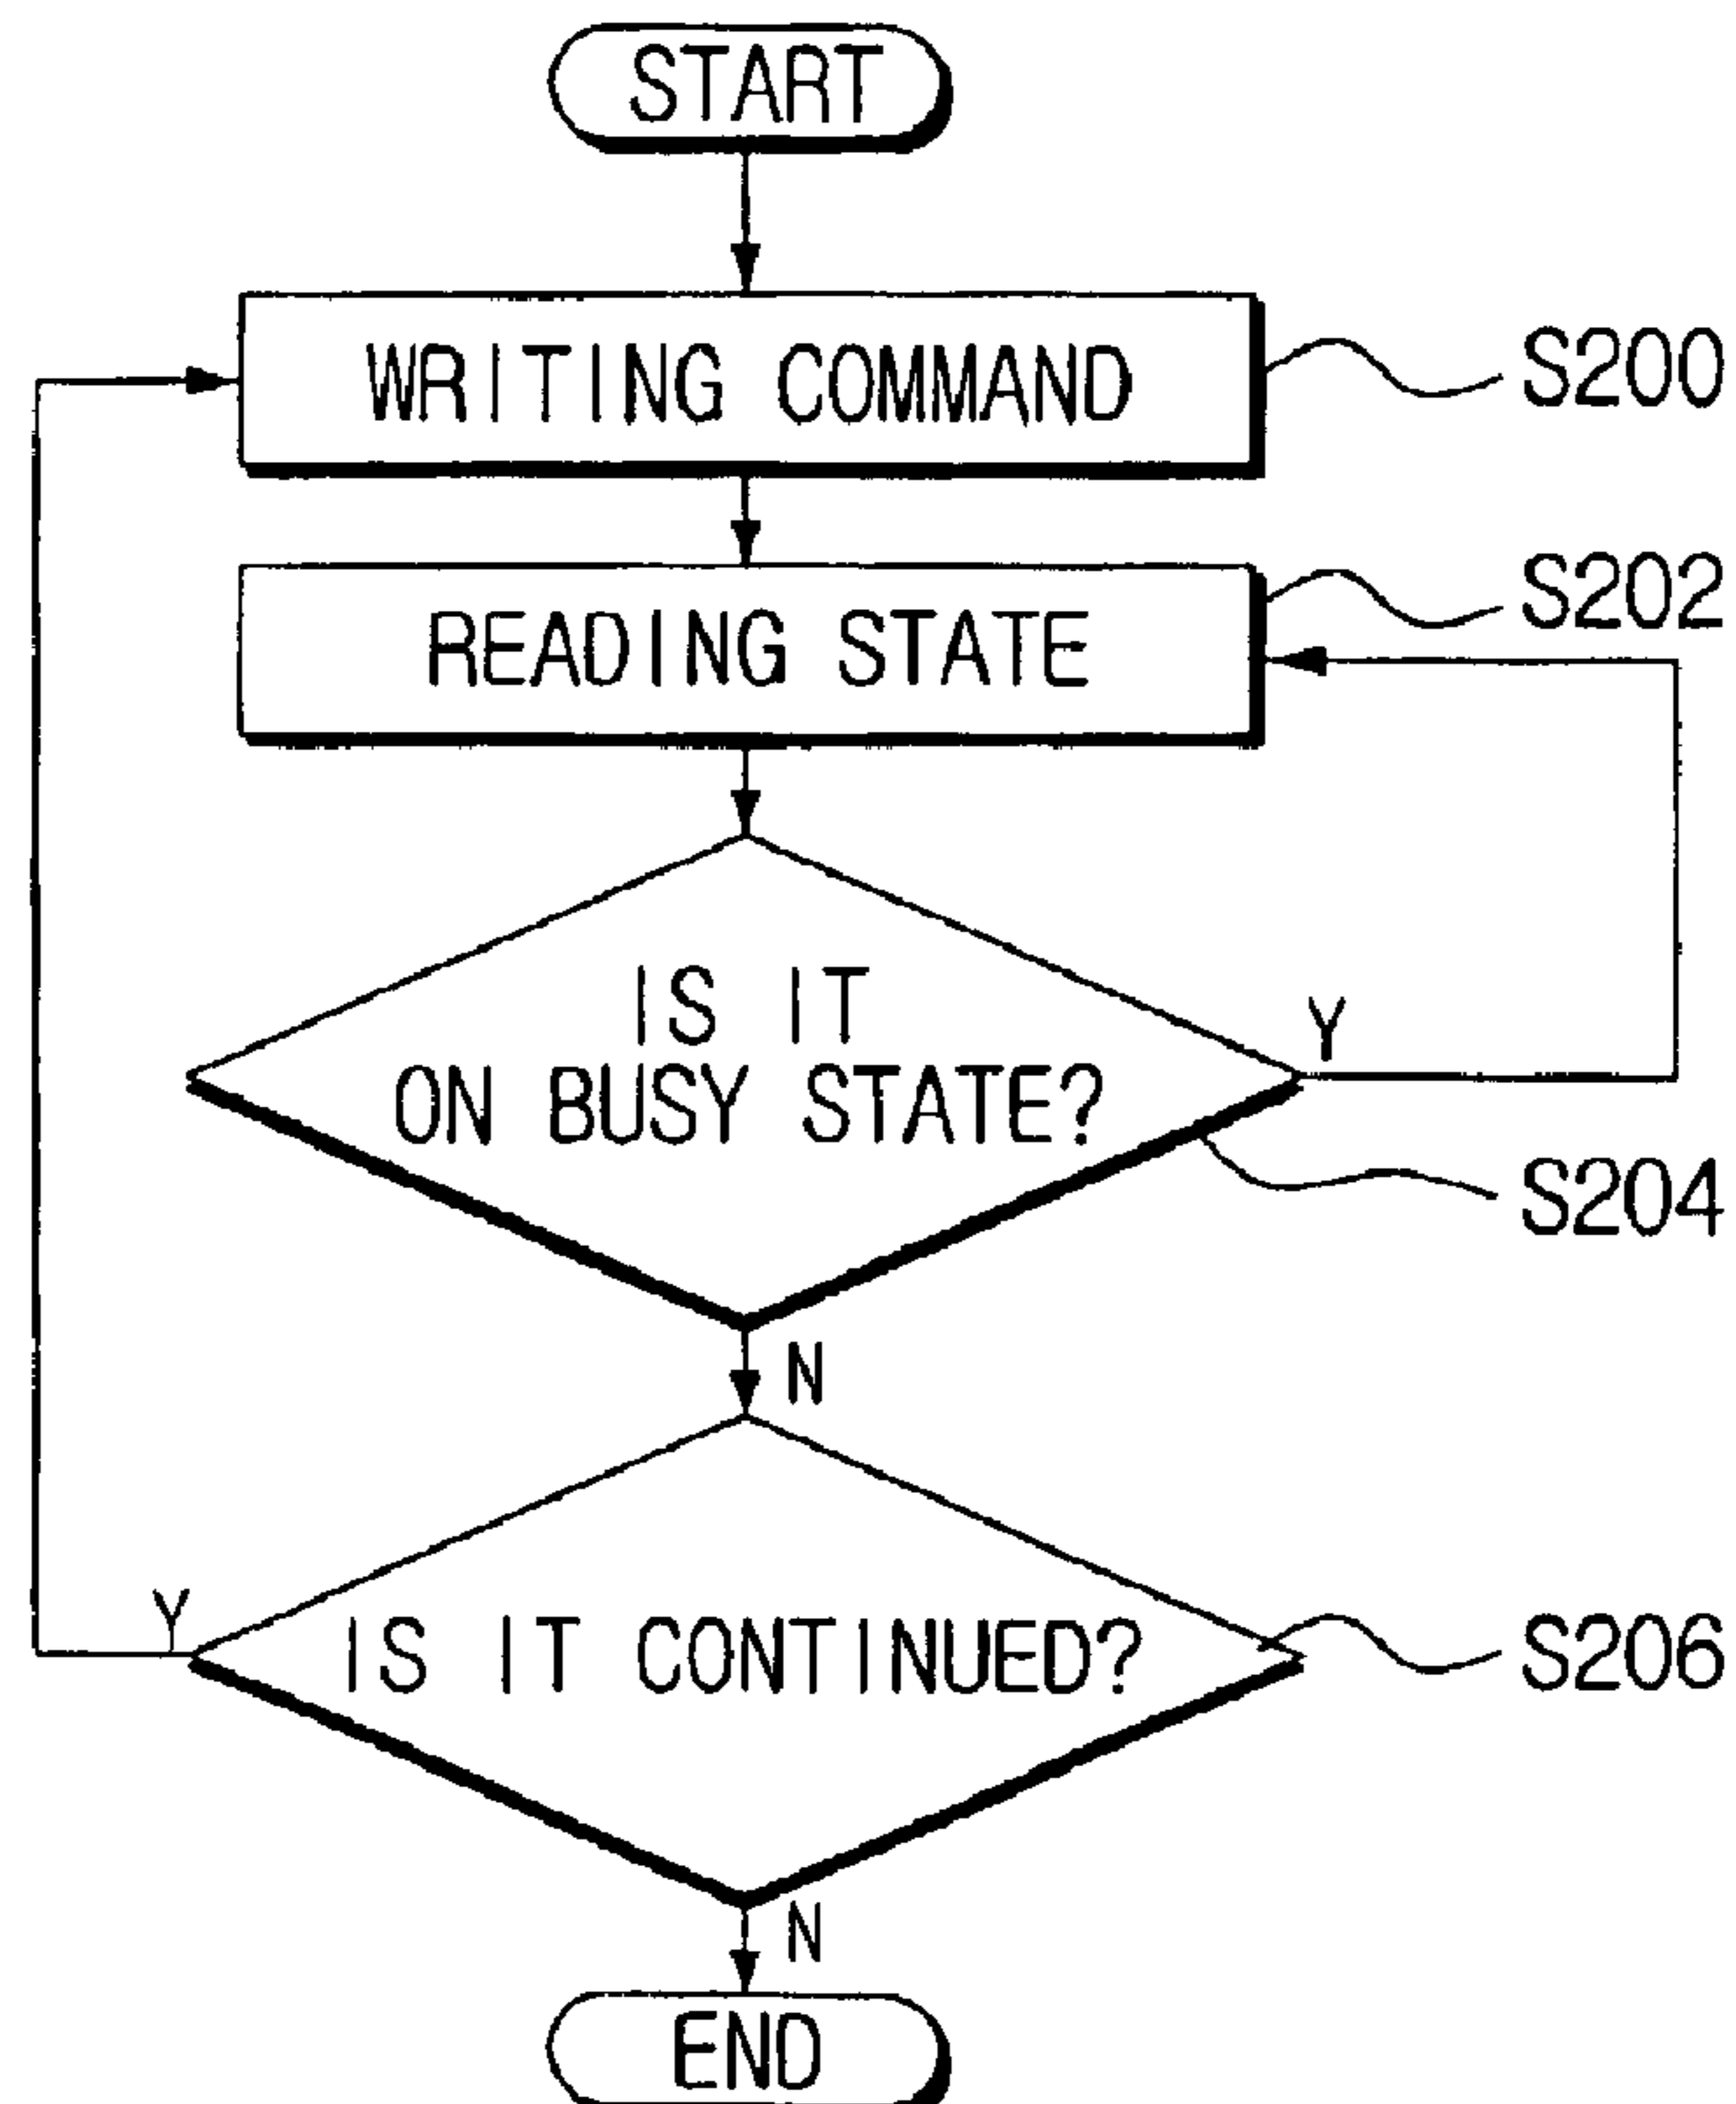 START
WRITING COMMAND
S200
READING STATE
S202
IS IT
ON BUSY STATE?
Y
S204
N
IS IT CONTINUED?
Y
S206
N
END